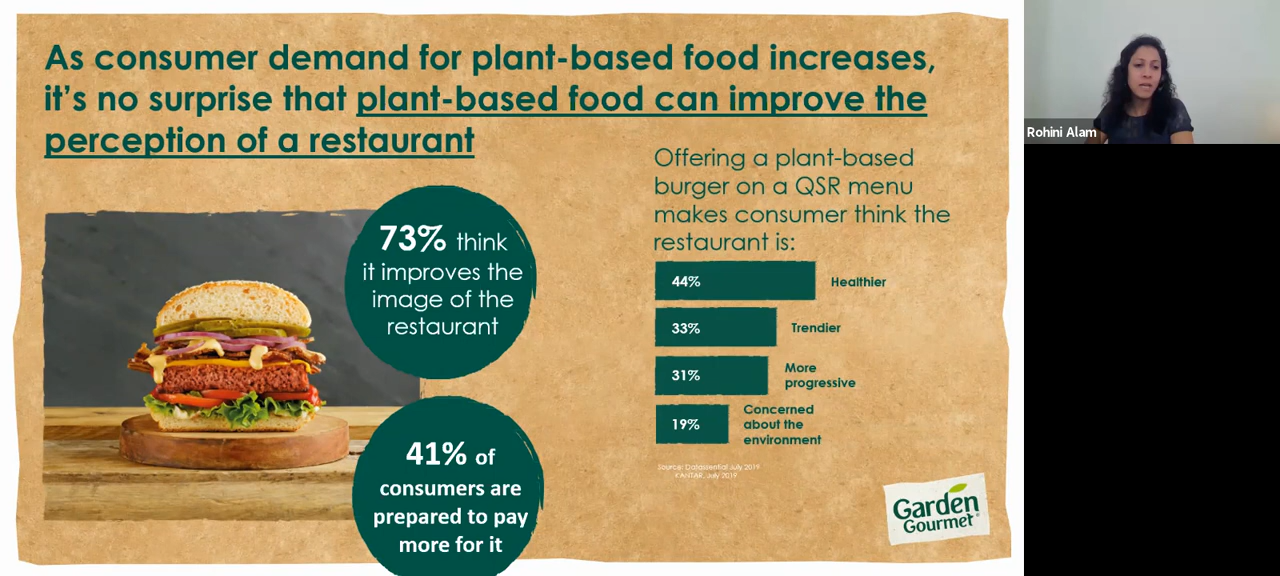 As consumer demand for plant-based food increases,
it's no surprise that plant-based food can improve the
perception of a restaurant
73% think
it improves the
image of the
restaurant
41% of
consumers are
prepared to pay
more for it
Offering a plant-based
burger on a QSR menu
makes consumer think the
restaurant is:
44% Healthier
33% Trendier
31% More
progressive
19% Concerned
about the
environment
Source: Datassential July 2019
KANTAR, July 2019
Garden
Gourmet®
Rohini Alam